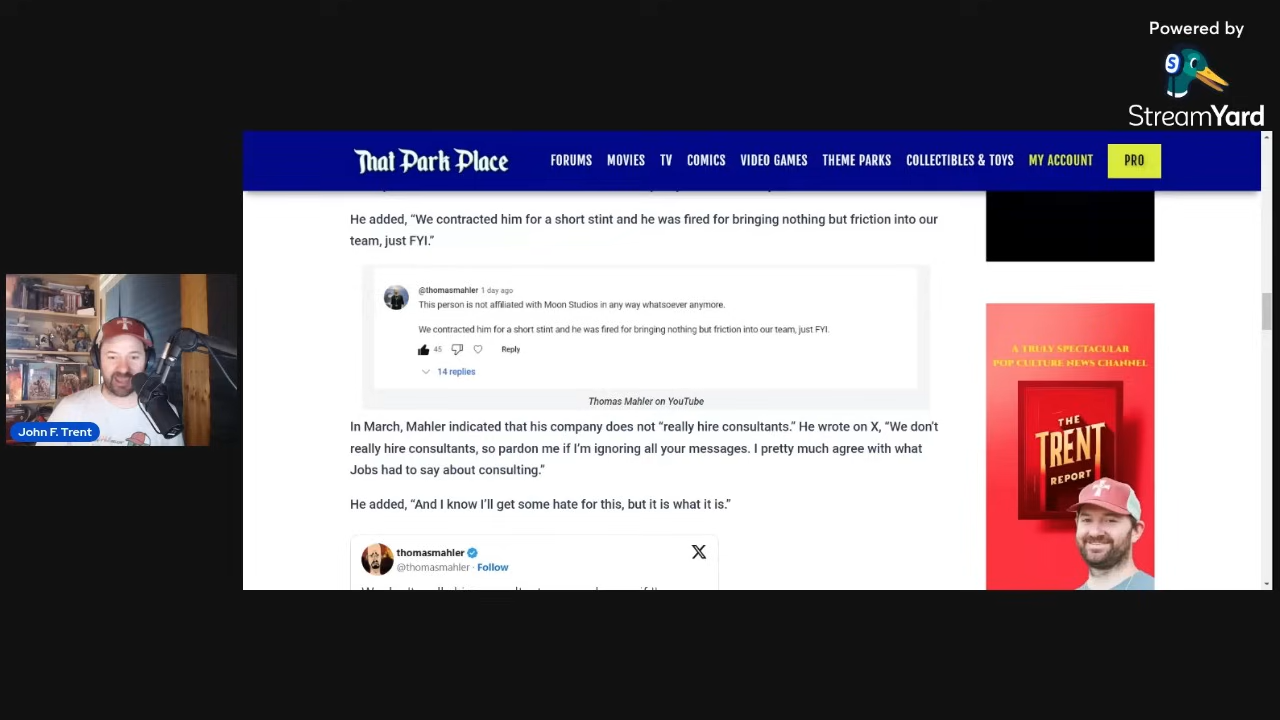 Powered by
S
StreamYard
That Park Place
FORUMS MOVIES TV COMICS VIDEO GAMES THEME PARKS COLLECTIBLES & TOYS MY ACCOUNT PRO
He added, “We contracted him for a short stint and he was fired for bringing nothing but friction into our
team, just FYI.”
@thomasmahler 1 day ago
This person is not affiliated with Moon Studios in any way whatsoever anymore.
We contracted him for a short stint and he was fired for bringing nothing but friction into our team, just FYI.
45 Reply
14 replies
Thomas Mahler on YouTube
In March, Mahler indicated that his company does not “really hire consultants.” He wrote on X, “We don’t
really hire consultants, so pardon me if I’m ignoring all your messages. I pretty much agree with what
Jobs had to say about consulting.”
He added, “And I know I’ll get some hate for this, but it is what it is.”
thomasmahler
@thomasmahler · Follow
A TRULY SPECTACULAR
POP CULTURE NEWS CHANNEL
THE
TRENT
REPORT
John F. Trent